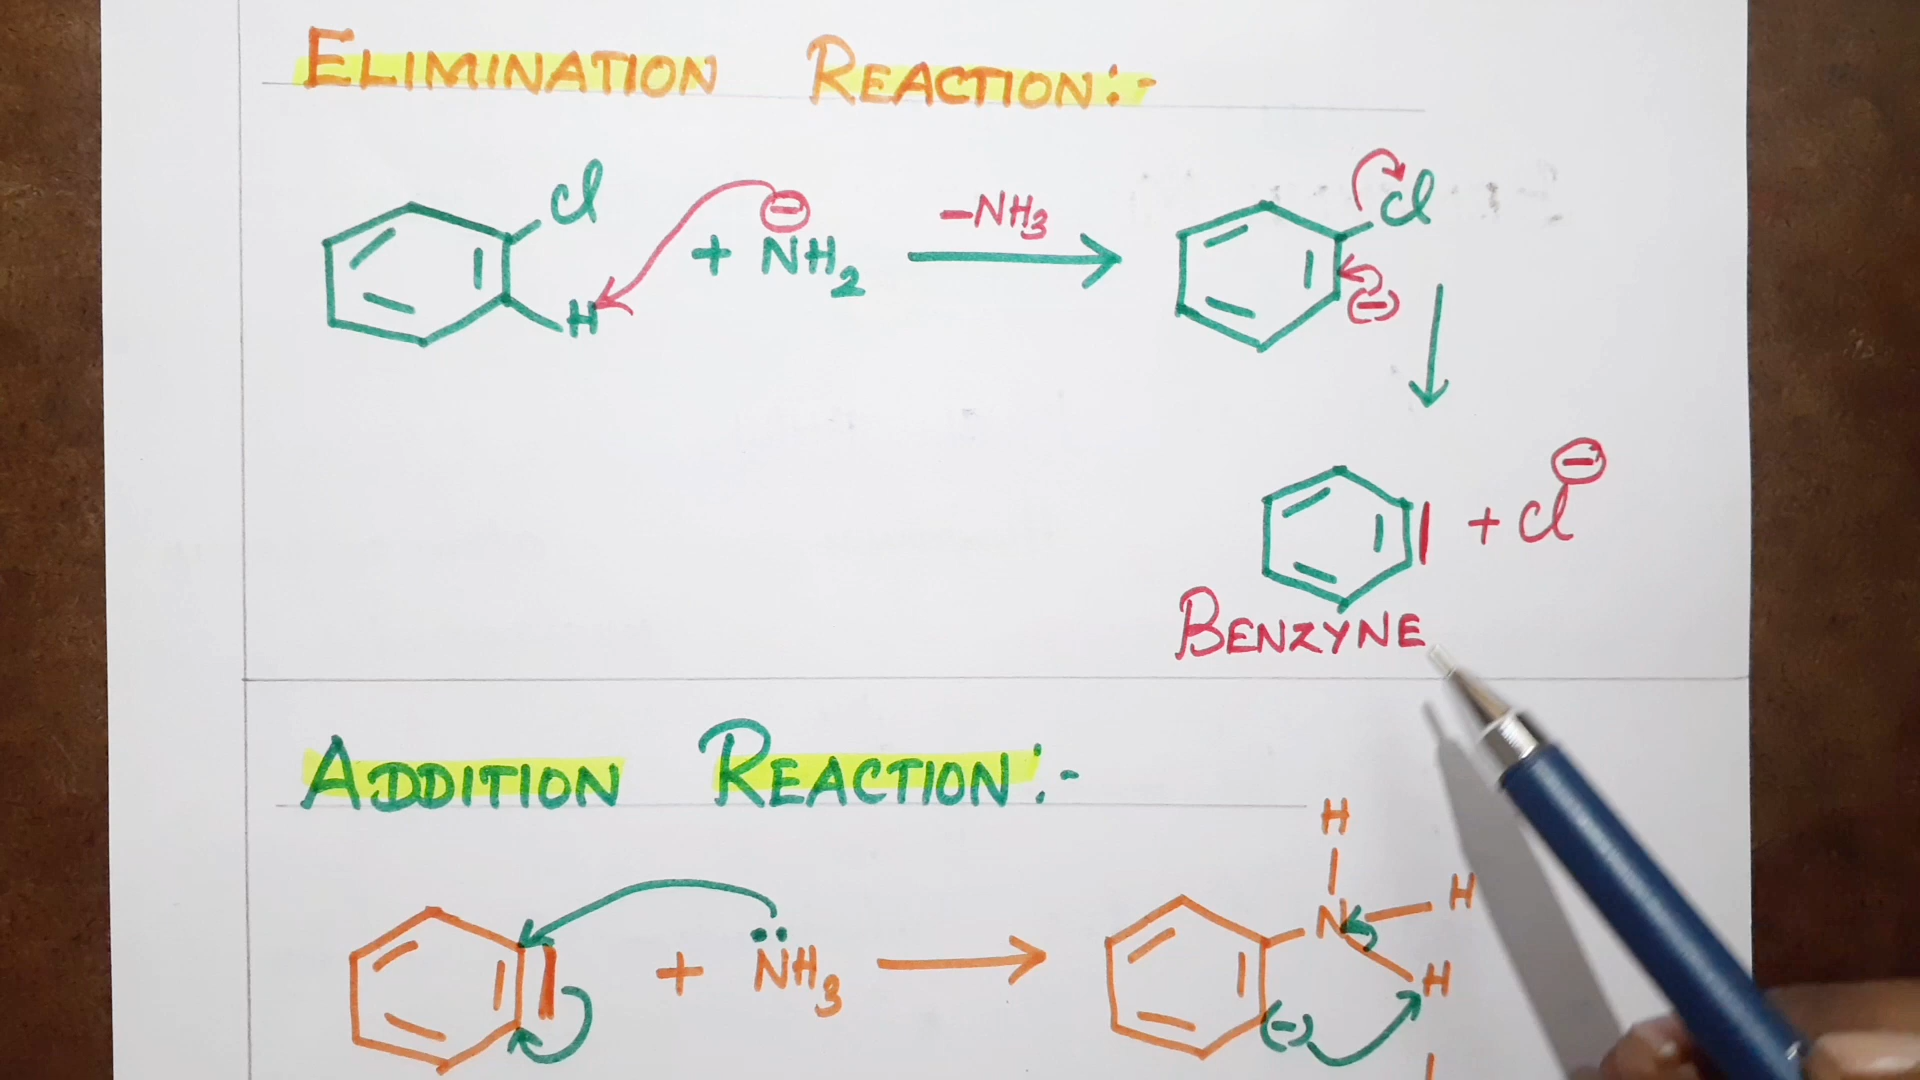 ELIMINATION REACTION:-
Cl
H
+ NH2
⊖
-NH3
Cl
⊖
+ Cl⊖
BENZYNE
ADDITION REACTION:-
+ NH3
H
N
H
H
(-)